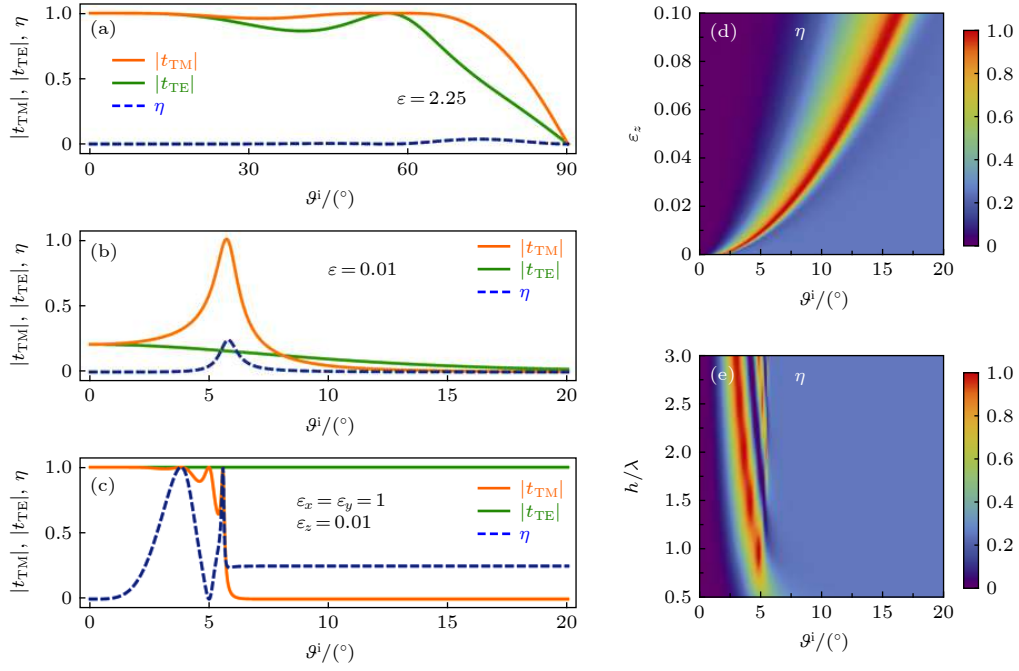 (a)
|t_TM|, |t_TE|, η
1.0
0.5
0
|t_TM|
|t_TE|
η
ε = 2.25
0 30 60 90
ϑ^i/(°)
(b)
|t_TM|, |t_TE|, η
1.0
0.5
0
|t_TM|
|t_TE|
η
ε = 0.01
0 5 10 15 20
ϑ^i/(°)
(c)
|t_TM|, |t_TE|, η
1.0
0.5
0
ε_x = ε_y = 1
ε_z = 0.01
|t_TM|
|t_TE|
η
0 5 10 15 20
ϑ^i/(°)
(d) η
ε_z
0.10
0.08
0.06
0.04
0.02
0
0 5 10 15 20
ϑ^i/(°)
1.0
0.8
0.6
0.4
0.2
0
(e) η
h/λ
3.0
2.5
2.0
1.5
1.0
0.5
0 5 10 15 20
ϑ^i/(°)
1.0
0.8
0.6
0.4
0.2
0